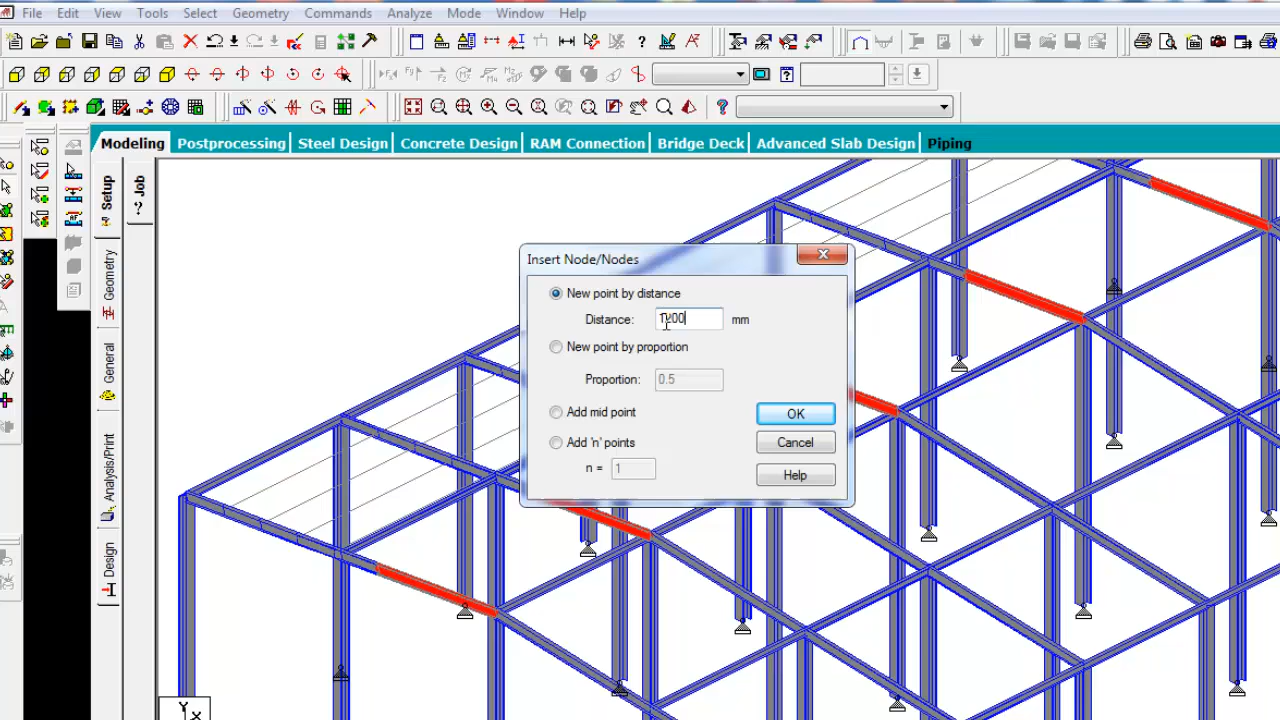 File Edit View Tools Select Geometry Commands Analyze Mode Window Help
Modeling Postprocessing Steel Design Concrete Design RAM Connection Bridge Deck Advanced Slab Design Piping
Setup
Job
Geometry
General
Analysis/Print
Design
Insert Node/Nodes
New point by distance
Distance: mm
New point by proportion
Proportion: 0.5
Add mid point
OK
Add 'n' points
Cancel
n = 1
Help
Y
X